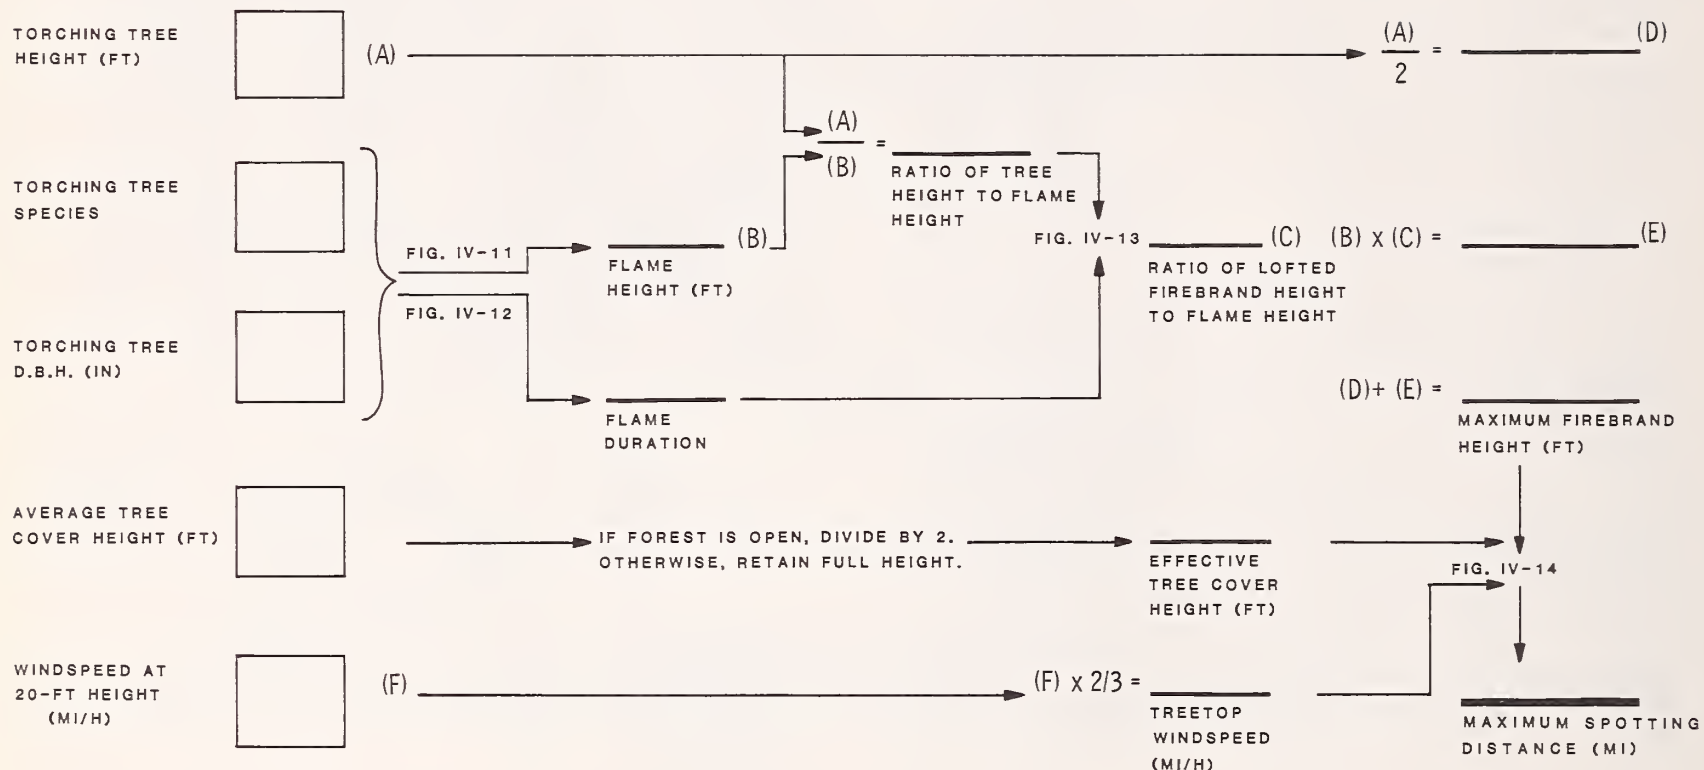 TORCHING TREE
HEIGHT (FT)
(A)
(A)
2
=
(D)
(A)
(B)
=
RATIO OF TREE
HEIGHT TO FLAME
HEIGHT
TORCHING TREE
SPECIES
FIG. IV-11
FLAME
HEIGHT (FT)
(B)
FIG. IV-13
(C)
RATIO OF LOFTED
FIREBRAND HEIGHT
TO FLAME HEIGHT
(B) x (C) =
(E)
FIG. IV-12
TORCHING TREE
D.B.H. (IN)
FLAME
DURATION
(D)+ (E) =
MAXIMUM FIREBRAND
HEIGHT (FT)
AVERAGE TREE
COVER HEIGHT (FT)
IF FOREST IS OPEN, DIVIDE BY 2.
OTHERWISE, RETAIN FULL HEIGHT.
EFFECTIVE
TREE COVER
HEIGHT (FT)
FIG. IV-14
WINDSPEED AT
20-FT HEIGHT
(MI/H)
(F)
(F) x 2/3 =
TREETOP
WINDSPEED
(MI/H)
MAXIMUM SPOTTING
DISTANCE (MI)